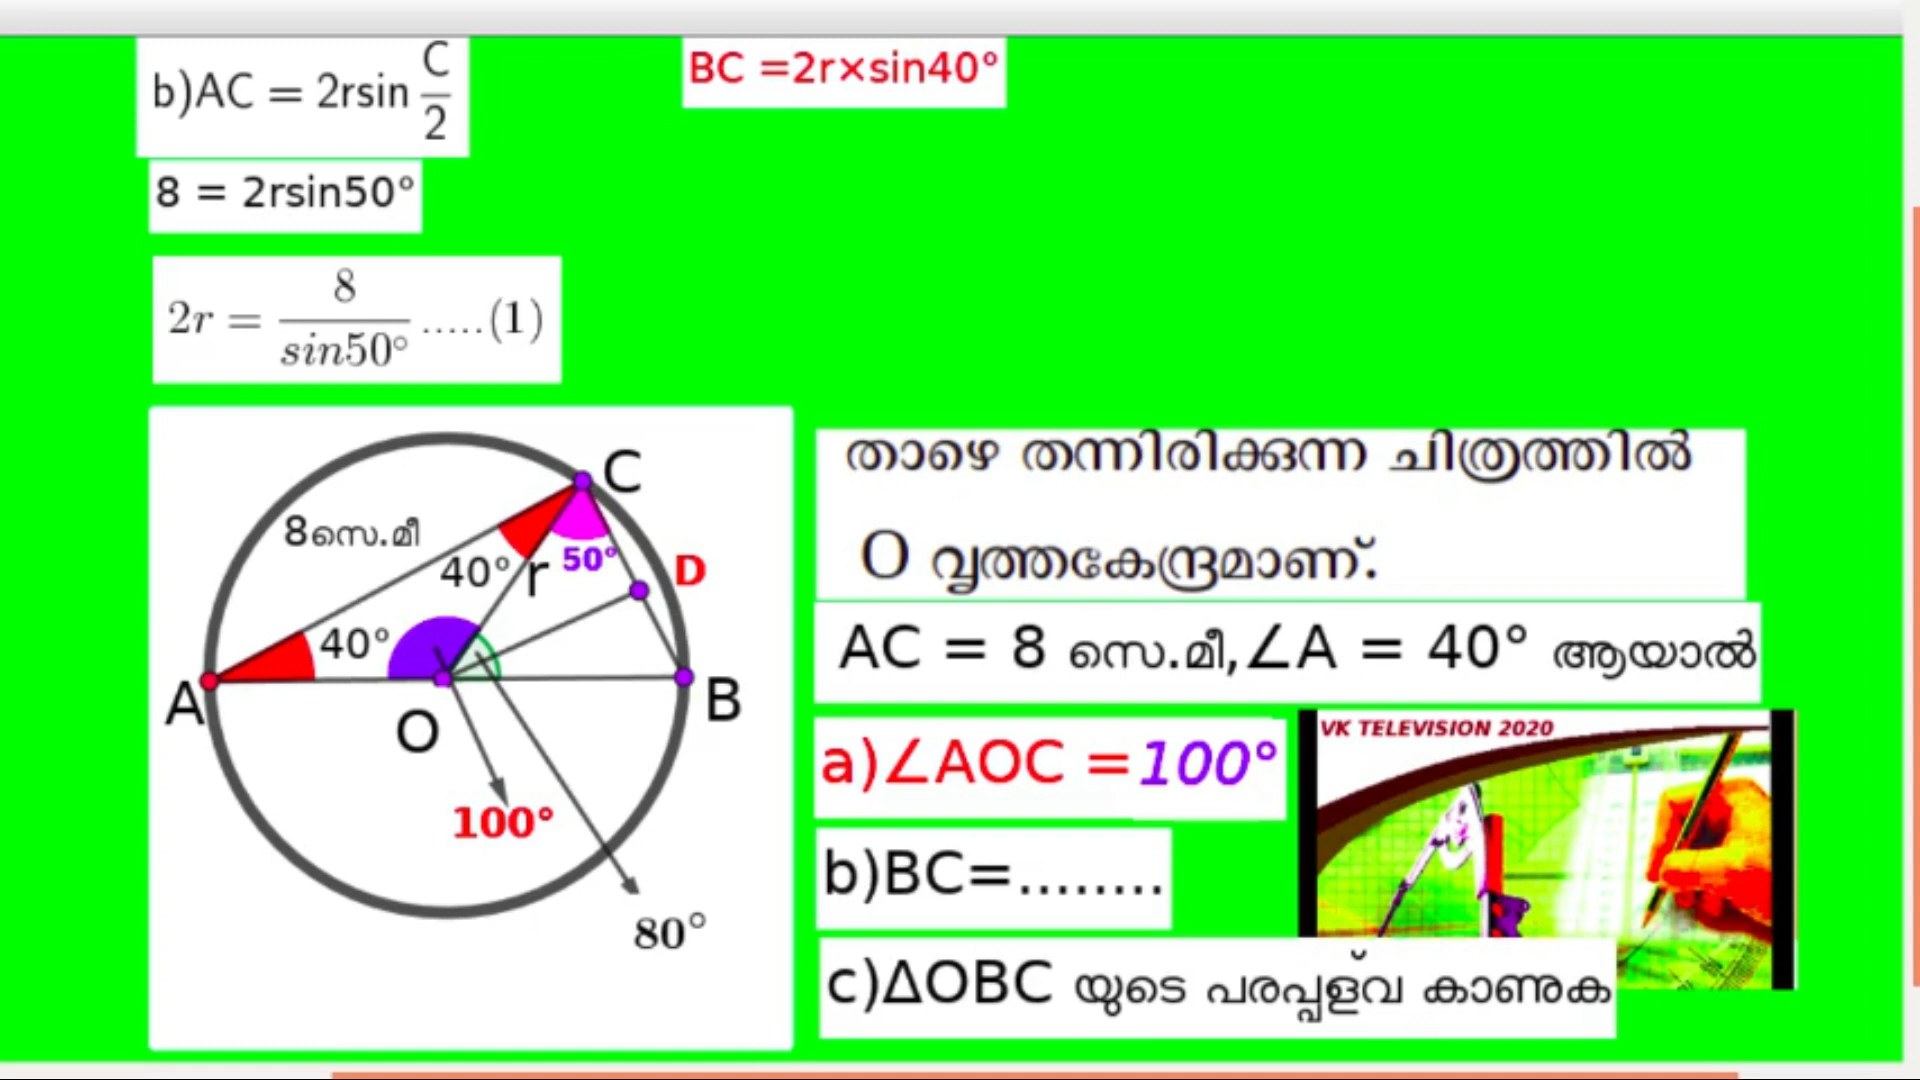 b)AC = 2rsin C/2
BC =2r×sin40°
8 = 2rsin50°
2r = 8/sin50° .....(1)
C
8സെ.മീ
40° r 50° D
40°
A O B
100°
80°
താഴെ തന്നിരിക്കുന്ന ചിത്രത്തിൽ
O വൃത്തകേന്ദ്രമാണ്.
AC = 8 സെ.മീ,∠A = 40° ആയാൽ
a)∠AOC =100°
VK TELEVISION 2020
b)BC=........
c)ΔOBC യുടെ പരപ്പളവ് കാണുക